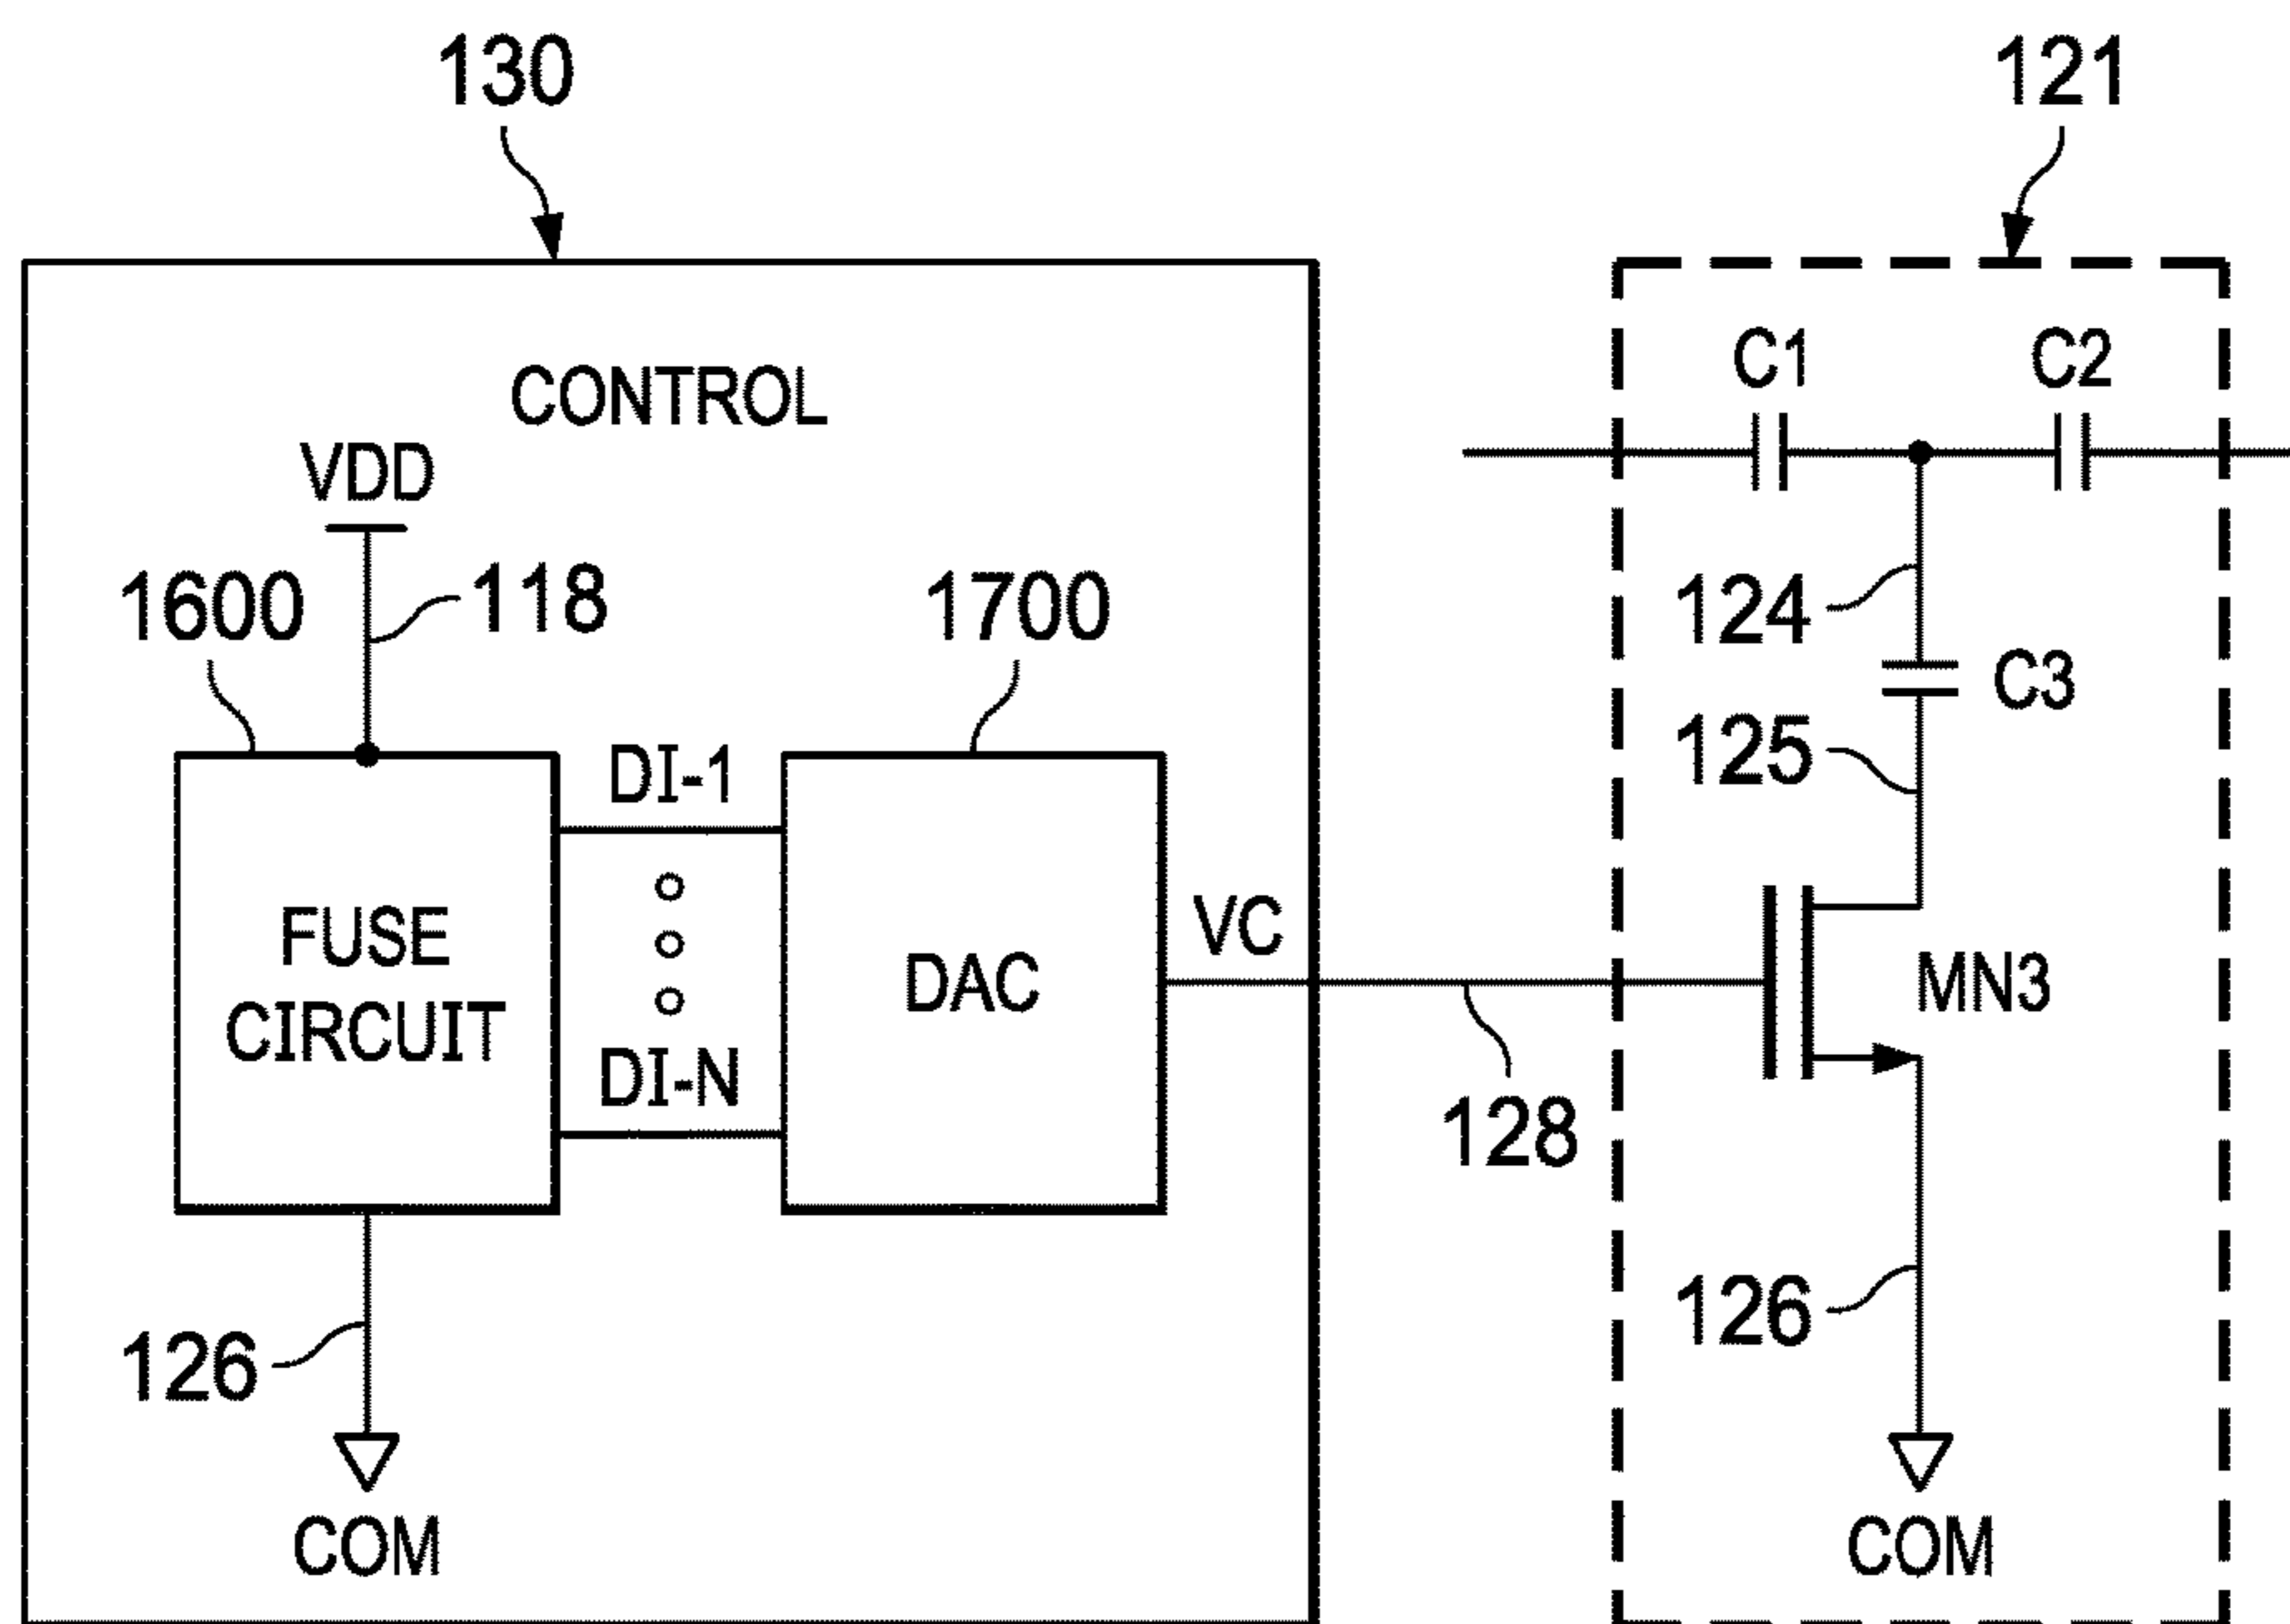 130
121
CONTROL
C1
C2
VDD
1600
118
1700
124
C3
125
DI-1
FUSE
CIRCUIT
DAC
VC
MN3
DI-N
128
126
126
COM
COM